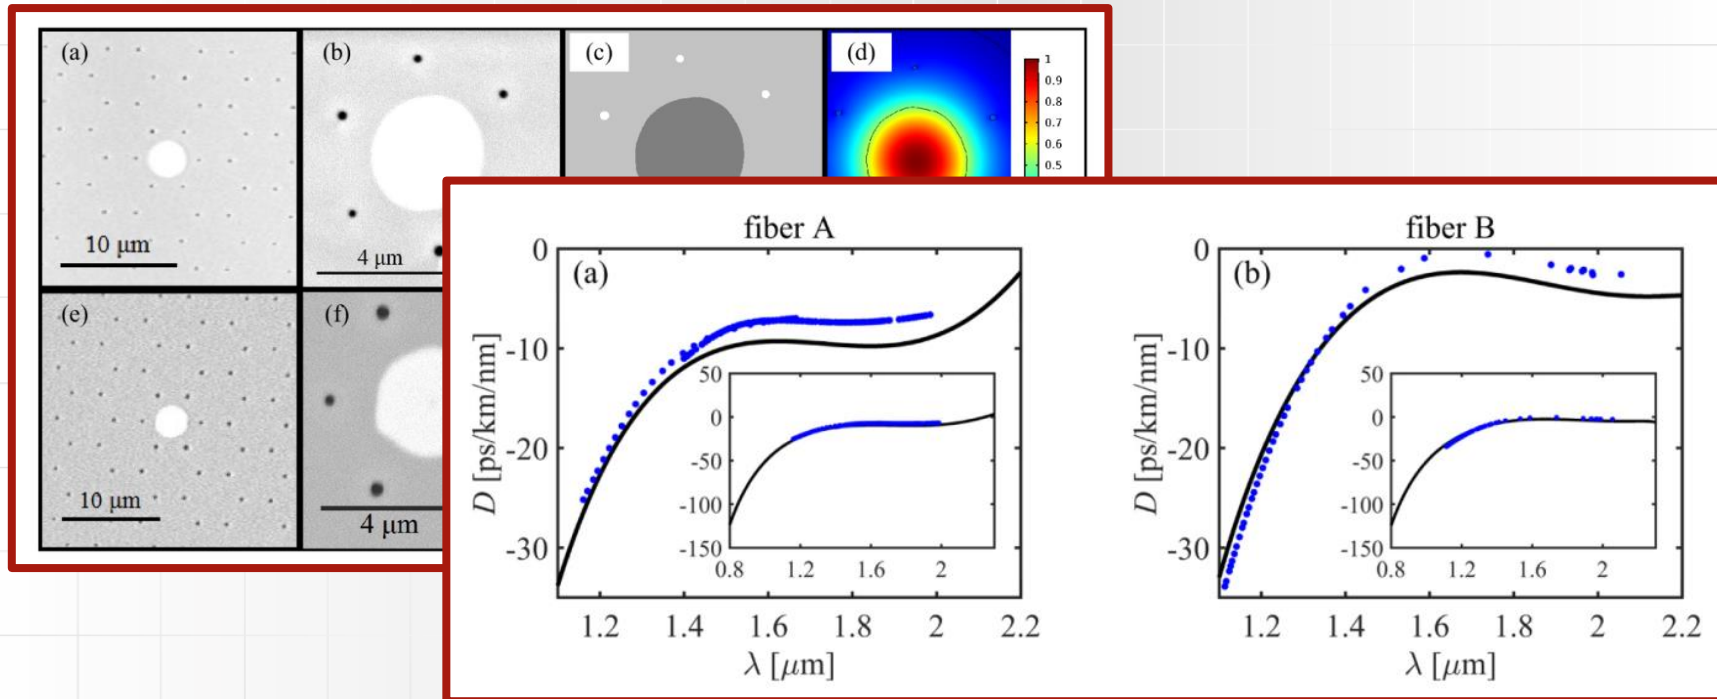 (a)
(b)
(c)
(d)
1
0.9
0.8
0.7
0.6
0.5
10 μm
4 μm
(e)
(f)
10 μm
4 μm
fiber A
(a)
0
-10
-20
-30
D [ps/km/nm]
50
0
-50
-100
-150
0.8 1.2 1.6 2
1.2 1.4 1.6 1.8 2 2.2
λ [μm]
fiber B
(b)
0
-10
-20
-30
D [ps/km/nm]
50
0
-50
-100
-150
0.8 1.2 1.6 2
1.2 1.4 1.6 1.8 2 2.2
λ [μm]